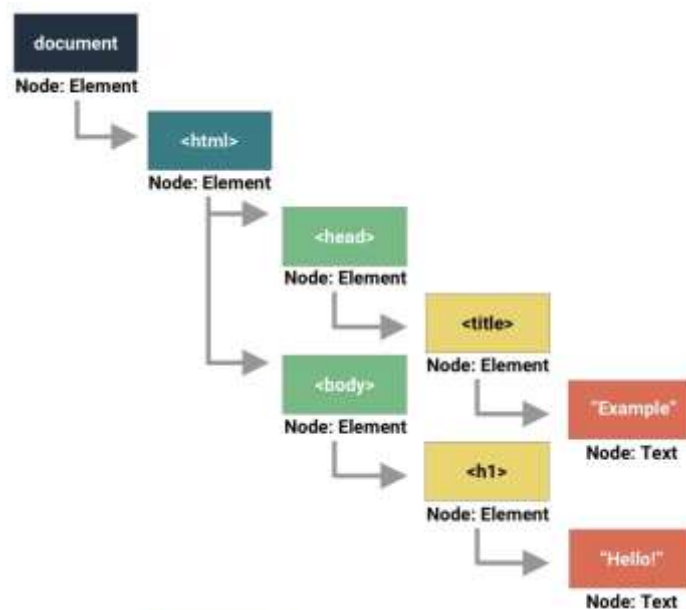 document
Node: Element
<html>
Node: Element
<head>
Node: Element
<title>
Node: Element
<body>
Node: Element
"Example"
Node: Text
<h1>
Node: Element
"Hello!"
Node: Text